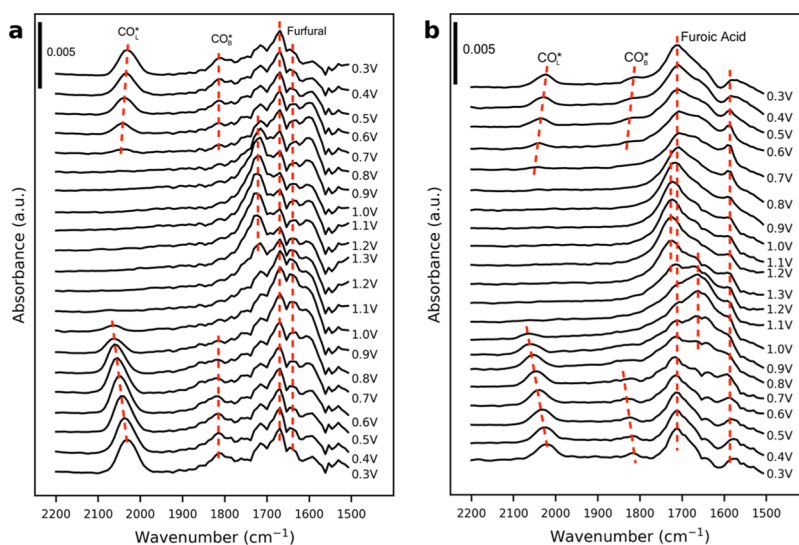 a
0.005
CO*L
CO*B
Furfural
0.3V
0.4V
0.5V
0.6V
0.7V
0.8V
0.9V
1.0V
1.1V
1.2V
1.3V
1.2V
1.1V
1.0V
0.9V
0.8V
0.7V
0.6V
0.5V
0.4V
0.3V
Absorbance (a.u.)
2200 2100 2000 1900 1800 1700 1600 1500
Wavenumber (cm⁻¹)
b
0.005
CO*L
CO*B
Furoic Acid
0.3V
0.4V
0.5V
0.6V
0.7V
0.8V
0.9V
1.0V
1.1V
1.2V
1.3V
1.2V
1.1V
1.0V
0.9V
0.8V
0.7V
0.6V
0.5V
0.4V
0.3V
Absorbance (a.u.)
2200 2100 2000 1900 1800 1700 1600 1500
Wavenumber (cm⁻¹)